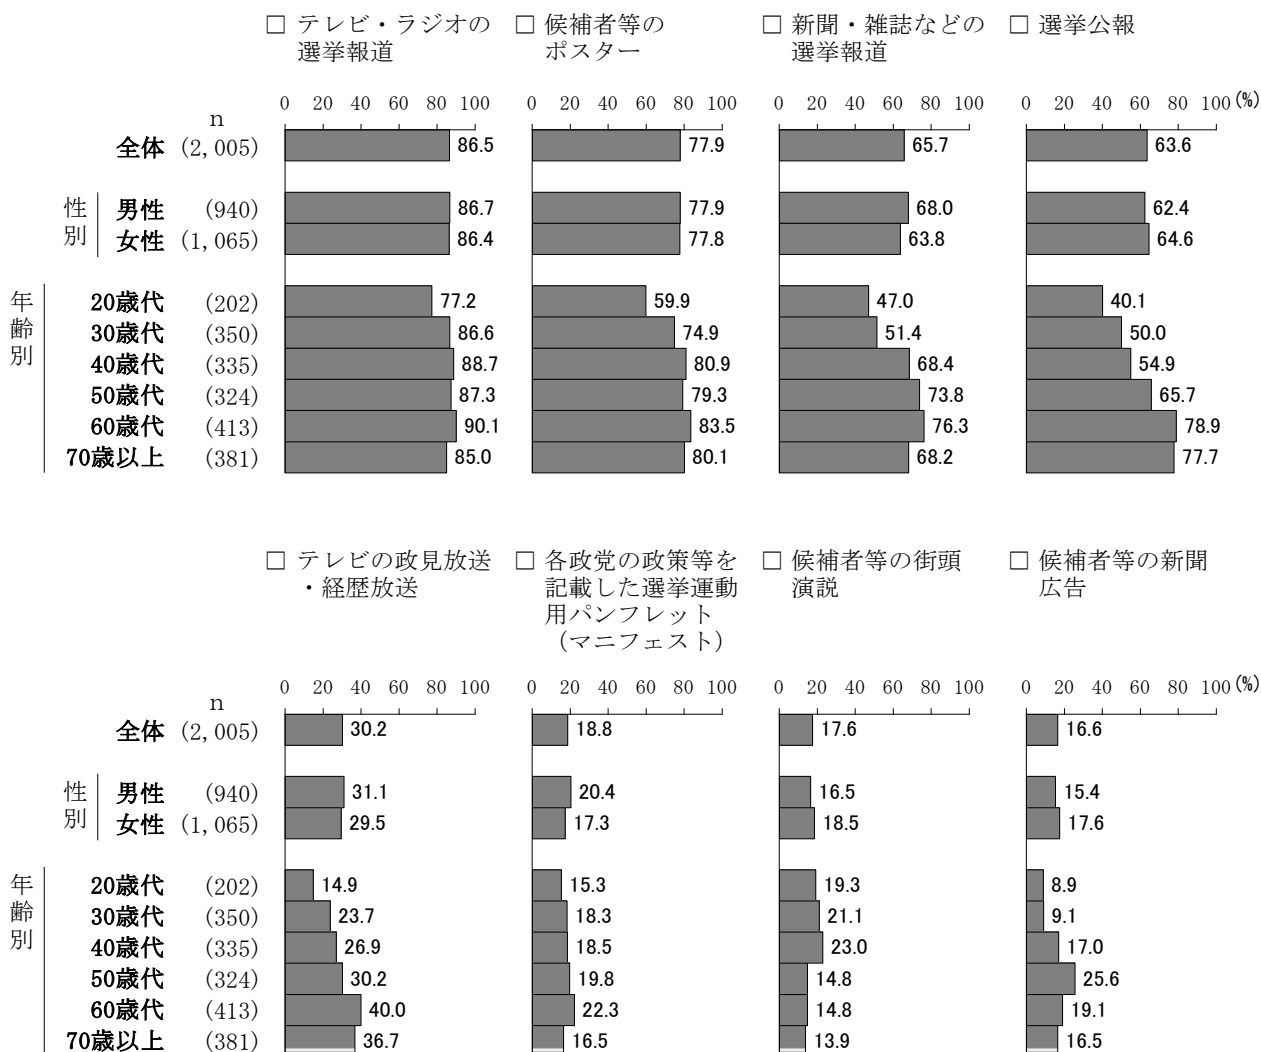 □ テレビ・ラジオの
選挙報道
□ 候補者等の
ポスター
□ 新聞・雑誌などの
選挙報道
□ 選挙公報
0 20 40 60 80 100 0 20 40 60 80 100 0 20 40 60 80 100 0 20 40 60 80 100(%)
n
全体 (2,005) 86.5 77.9 65.7 63.6
性別
男性 (940) 86.7 77.9 68.0 62.4
女性 (1,065) 86.4 77.8 63.8 64.6
年齢別
20歳代 (202) 77.2 59.9 47.0 40.1
30歳代 (350) 86.6 74.9 51.4 50.0
40歳代 (335) 88.7 80.9 68.4 54.9
50歳代 (324) 87.3 79.3 73.8 65.7
60歳代 (413) 90.1 83.5 76.3 78.9
70歳以上 (381) 85.0 80.1 68.2 77.7
□ テレビの政見放送
・経歴放送
□ 各政党の政策等を
記載した選挙運動
用パンフレット
(マニフェスト)
□ 候補者等の街頭
演説
□ 候補者等の新聞
広告
0 20 40 60 80 100 0 20 40 60 80 100 0 20 40 60 80 100 0 20 40 60 80 100(%)
n
全体 (2,005) 30.2 18.8 17.6 16.6
性別
男性 (940) 31.1 20.4 16.5 15.4
女性 (1,065) 29.5 17.3 18.5 17.6
年齢別
20歳代 (202) 14.9 15.3 19.3 8.9
30歳代 (350) 23.7 18.3 21.1 9.1
40歳代 (335) 26.9 18.5 23.0 17.0
50歳代 (324) 30.2 19.8 14.8 25.6
60歳代 (413) 40.0 22.3 14.8 19.1
70歳以上 (381) 36.7 16.5 13.9 16.5